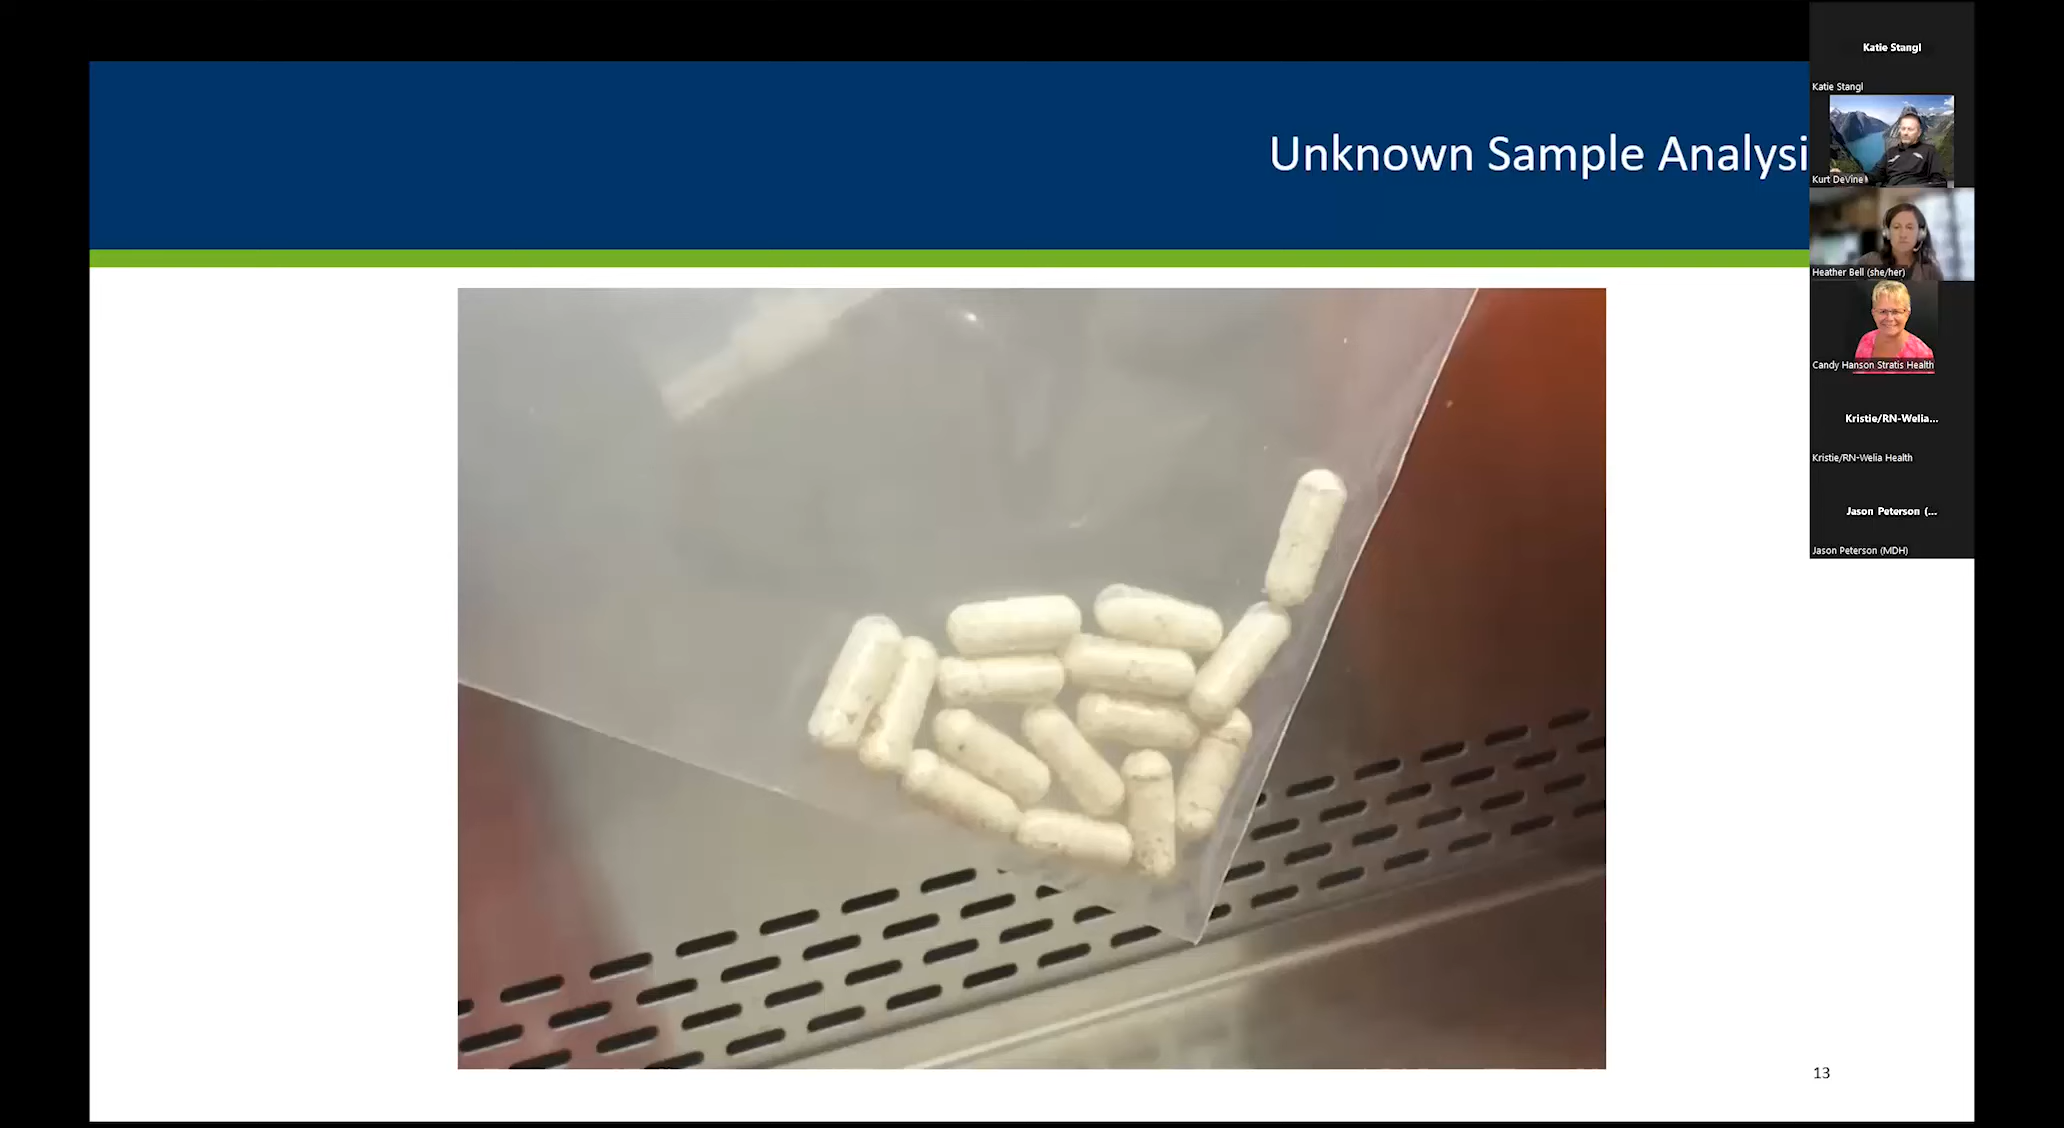 Unknown Sample Analysi
Katie Stangl
Katie Stangl
Kurt DeVine
Heather Bell (she/her)
Candy Hanson Stratis Health
Kristie/RN-Welia...
Kristie/RN-Welia Health
Jason Peterson (...
Jason Peterson (MDH)
13